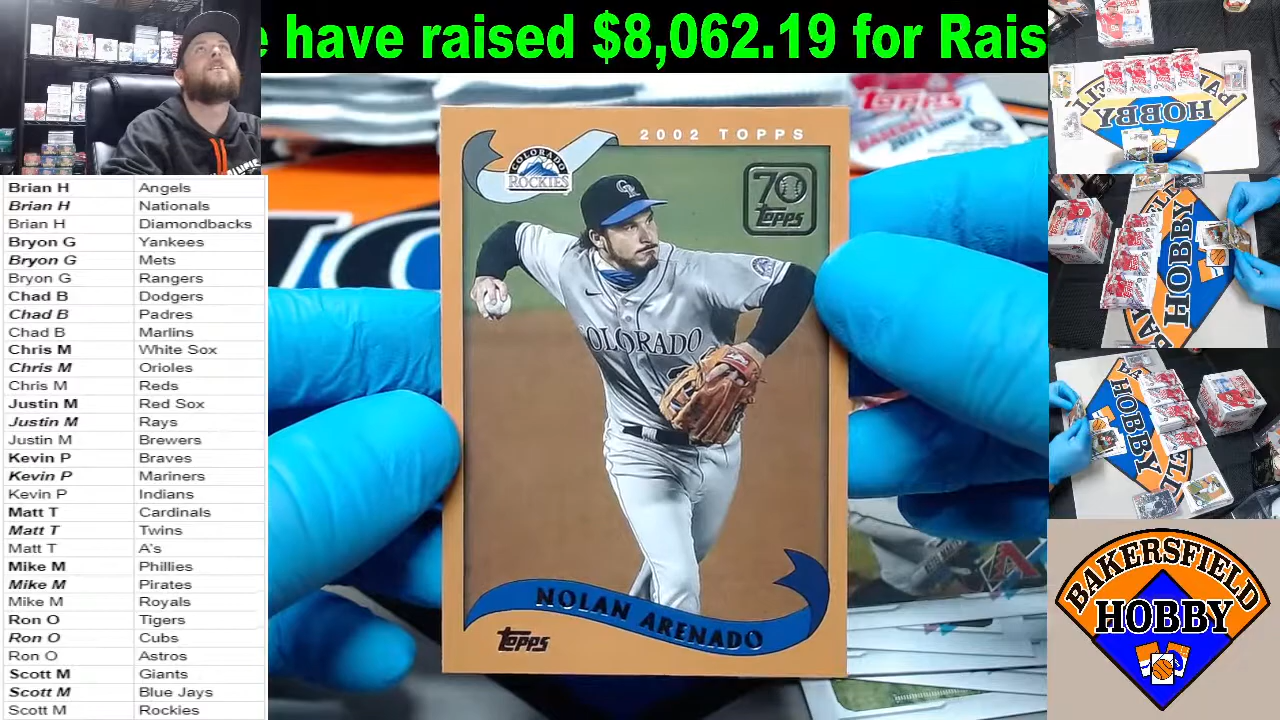 e have raised $8,062.19 for Rais
Brian H Angels
Brian H Nationals
Brian H Diamondbacks
Bryon G Yankees
Bryon G Mets
Bryon G Rangers
Chad B Dodgers
Chad B Padres
Chad B Marlins
Chris M White Sox
Chris M Orioles
Chris M Reds
Justin M Red Sox
Justin M Rays
Justin M Brewers
Kevin P Braves
Kevin P Mariners
Kevin P Indians
Matt T Cardinals
Matt T Twins
Matt T A's
Mike M Phillies
Mike M Pirates
Mike M Royals
Ron O Tigers
Ron O Cubs
Ron O Astros
Scott M Giants
Scott M Blue Jays
Scott M Rockies
2002 TOPPS
COLORADO
ROCKIES
70
topps
COLORADO
NOLAN ARENADO
topps
Topps
HOBBY
HOBBY
HOBBY
BAKERSFIELD
HOBBY